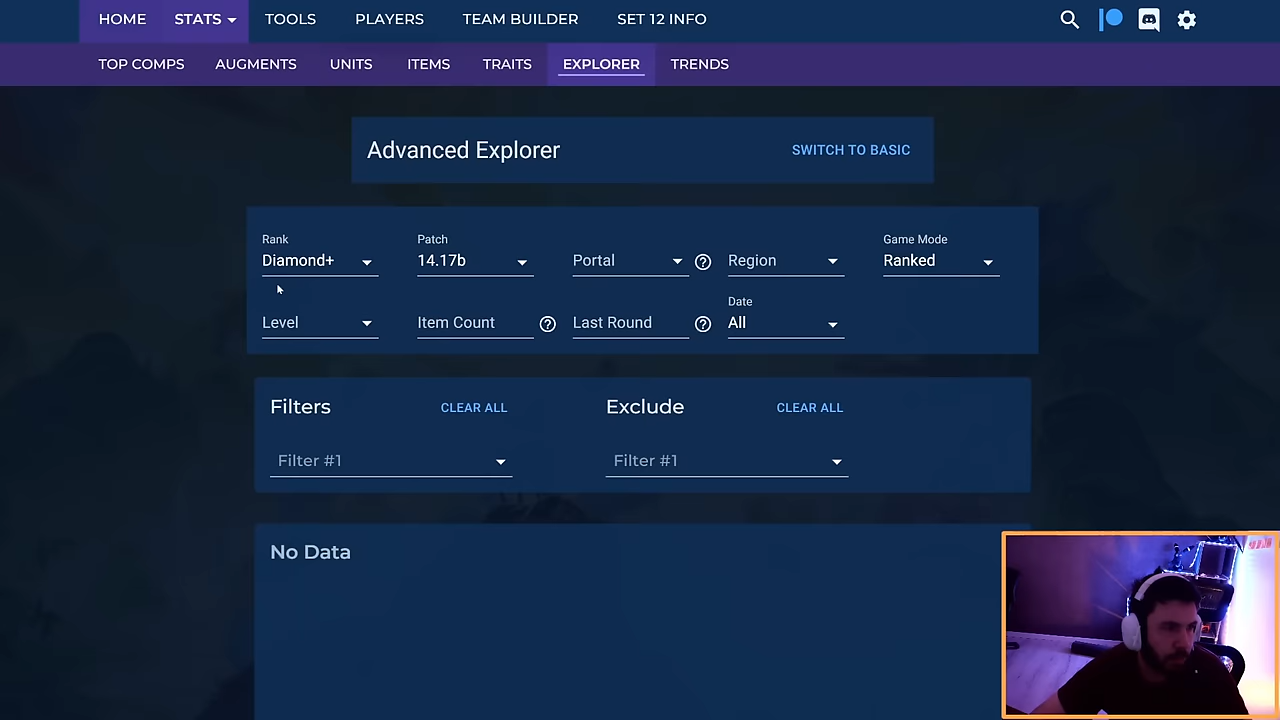 HOME STATS TOOLS PLAYERS TEAM BUILDER SET 12 INFO
TOP COMPS AUGMENTS UNITS ITEMS TRAITS EXPLORER TRENDS
Advanced Explorer SWITCH TO BASIC
Rank Patch Game Mode
Diamond+ 14.17b Portal Region Ranked
Date
Level Item Count Last Round All
Filters CLEAR ALL Exclude CLEAR ALL
Filter #1 Filter #1
No Data